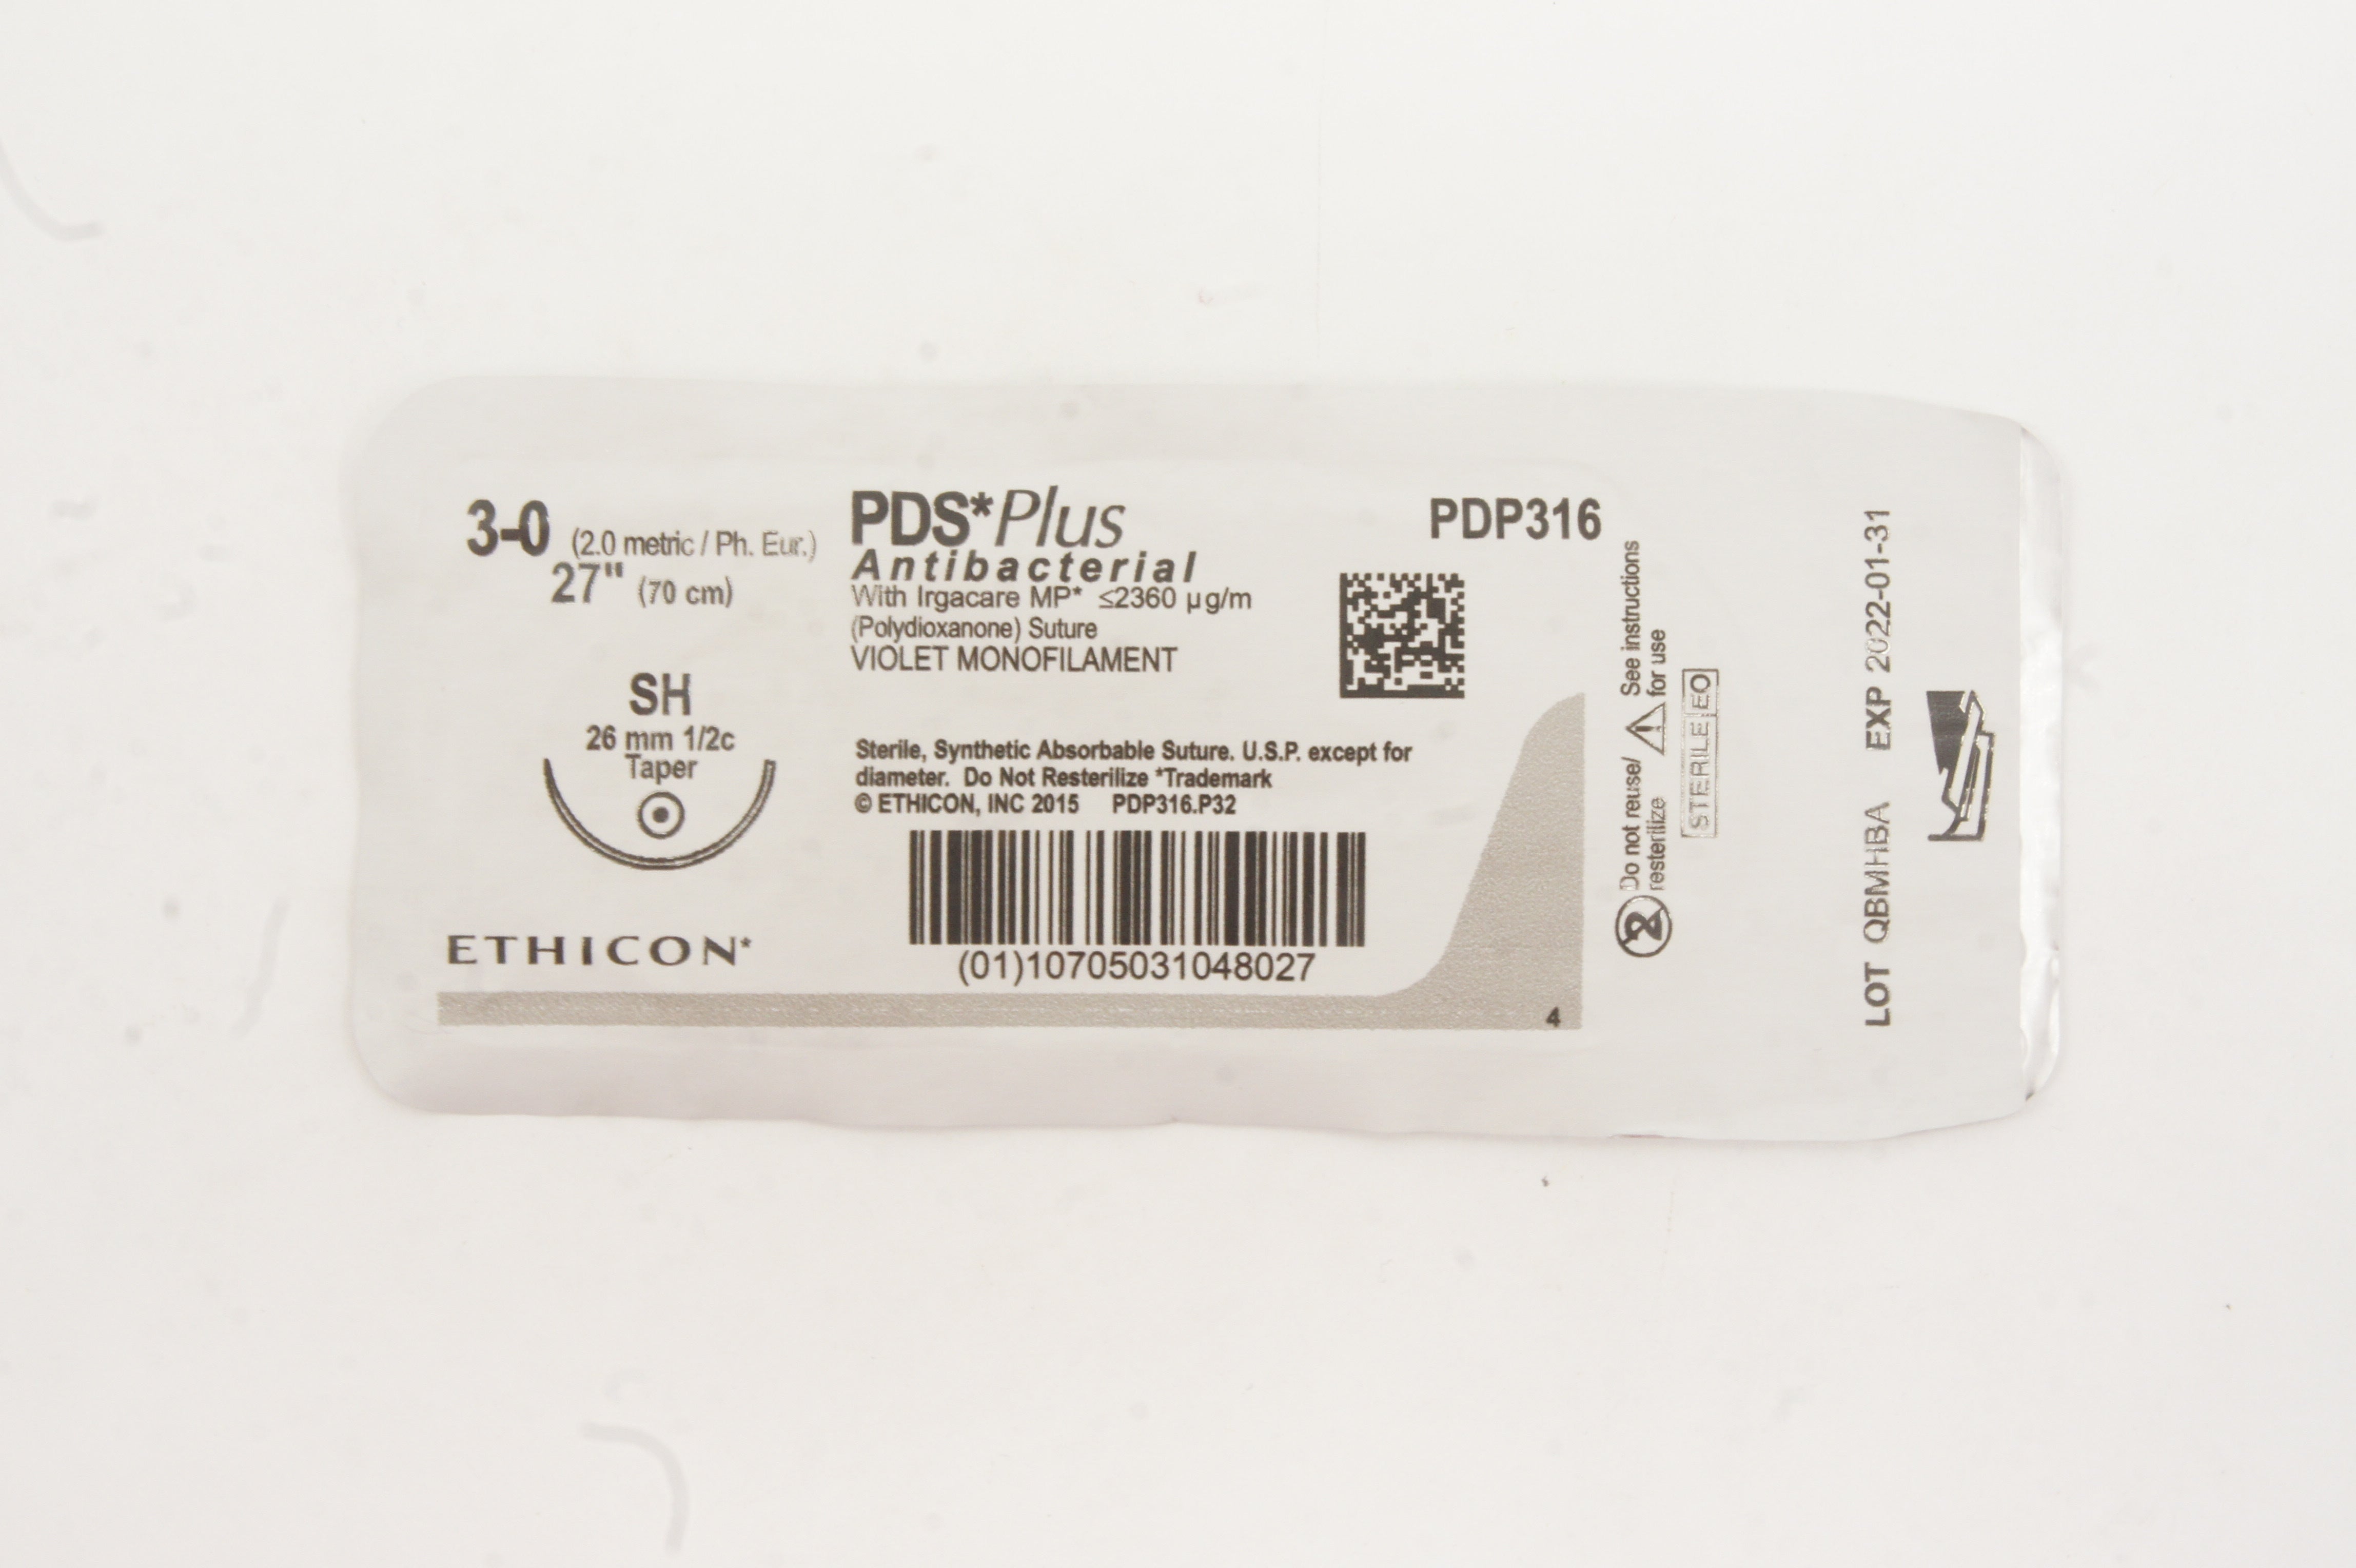 3-0 (2.0 metric / Ph. Eur.)
27" (70 cm)
SH
26 mm 1/2c
Taper
ETHICON*
PDS*Plus
Antibacterial
With Irgacare MP* ≤2360 µg/m
(Polydioxanone) Suture
VIOLET MONOFILAMENT
PDP316
Sterile, Synthetic Absorbable Suture. U.S.P. except for
diameter. Do Not Resterilize *Trademark
© ETHICON, INC 2015 PDP316.P32
(01)10705031048027
4
2 Do not reuse/
resterilize
See instructions
for use
STERILE EO
LOT QBMHBA EXP 2022-01-31